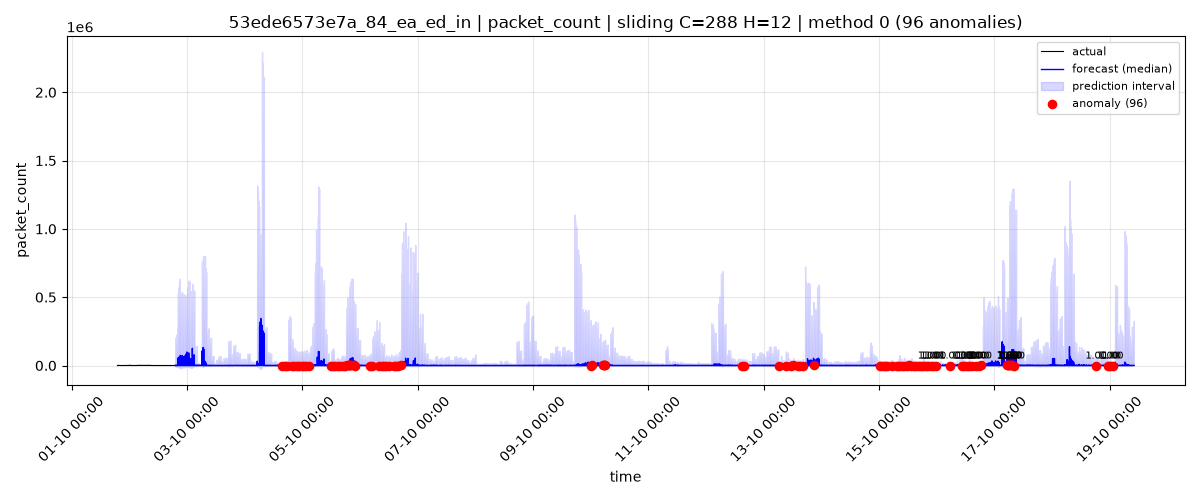 53ede6573e7a_84_ea_ed_in | packet_count | sliding C=288 H=12 | method 0 (96 anomalies)
1e6
actual
forecast (median)
prediction interval
anomaly (96)
2.0
1.5
1.0
0.5
0.0
packet_count
01-10 00:00
03-10 00:00
05-10 00:00
07-10 00:00
09-10 00:00
11-10 00:00
13-10 00:00
15-10 00:00
17-10 00:00
19-10 00:00
time